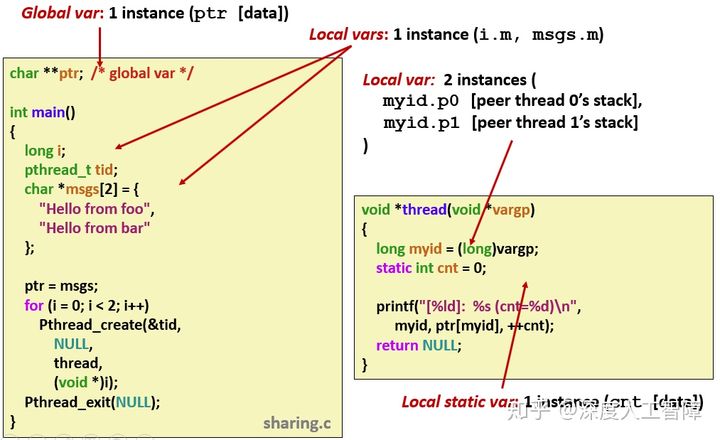 Global var: 1 instance (ptr [data])
Local vars: 1 instance (i.m, msgs.m)
Local var: 2 instances (
myid.p0 [peer thread 0's stack],
myid.p1 [peer thread 1's stack]
)
char **ptr; /* global var */
int main()
{
long i;
pthread_t tid;
char *msgs[2] = {
"Hello from foo",
"Hello from bar"
};
ptr = msgs;
for (i = 0; i < 2; i++)
Pthread_create(&tid,
NULL,
thread,
(void *)i);
Pthread_exit(NULL);
}
sharing.c
void *thread(void *vargp)
{
long myid = (long)vargp;
static int cnt = 0;
printf("[%ld]: %s (cnt=%d)\n",
myid, ptr[myid], ++cnt);
return NULL;
}
Local static var: 1 instance (cnt [data])
知乎 @深度人工智障